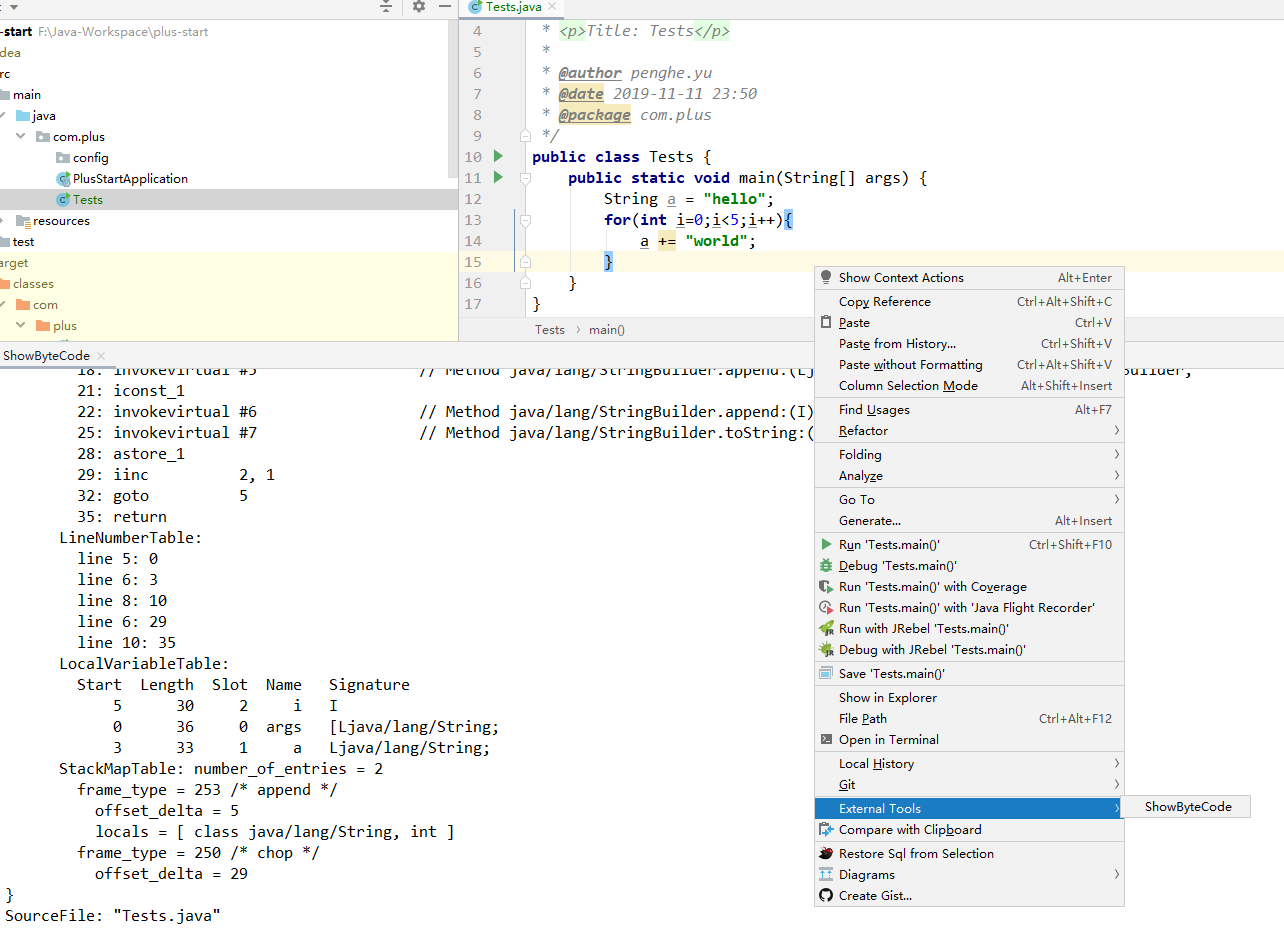 -start F:\Java-Workspace\plus-start
dea
rc
main
java
com.plus
config
PlusStartApplication
Tests
resources
test
arget
classes
com
plus
Tests.java
4 * <p>Title: Tests</p>
5 *
6 * @author penghe.yu
7 * @date 2019-11-11 23:50
8 * @package com.plus
9 */
10 public class Tests {
11 public static void main(String[] args) {
12 String a = "hello";
13 for(int i=0;i<5;i++){
14 a += "world";
15 }
16 }
17 }
Tests › main()
ShowByteCode
18: invokevirtual #5 // Method java/lang/StringBuilder.append:(Lj
21: iconst_1
22: invokevirtual #6 // Method java/lang/StringBuilder.append:(I)
25: invokevirtual #7 // Method java/lang/StringBuilder.toString:(
28: astore_1
29: iinc 2, 1
32: goto 5
35: return
LineNumberTable:
line 5: 0
line 6: 3
line 8: 10
line 6: 29
line 10: 35
LocalVariableTable:
Start Length Slot Name Signature
5 30 2 i I
0 36 0 args [Ljava/lang/String;
3 33 1 a Ljava/lang/String;
StackMapTable: number_of_entries = 2
frame_type = 253 /* append */
offset_delta = 5
locals = [ class java/lang/String, int ]
frame_type = 250 /* chop */
offset_delta = 29
}
SourceFile: "Tests.java"
Show Context Actions Alt+Enter
Copy Reference Ctrl+Alt+Shift+C
Paste Ctrl+V
Paste from History... Ctrl+Shift+V
Paste without Formatting Ctrl+Alt+Shift+V
Column Selection Mode Alt+Shift+Insert
Find Usages Alt+F7
Refactor
Folding
Analyze
Go To
Generate... Alt+Insert
Run 'Tests.main()' Ctrl+Shift+F10
Debug 'Tests.main()'
Run 'Tests.main()' with Coverage
Run 'Tests.main()' with 'Java Flight Recorder'
Run with JRebel 'Tests.main()'
Debug with JRebel 'Tests.main()'
Save 'Tests.main()'
Show in Explorer
File Path Ctrl+Alt+F12
Open in Terminal
Local History
Git
External Tools
Compare with Clipboard
Restore Sql from Selection
Diagrams
Create Gist...
ShowByteCode